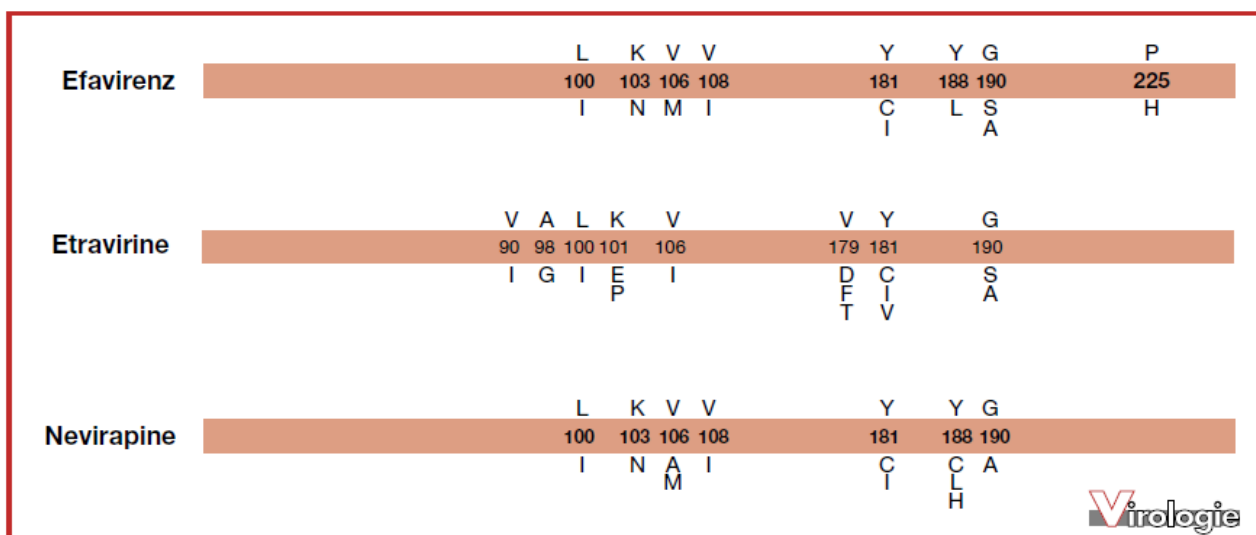 L K V V Y Y G P
Efavirenz 100 103 106 108 181 188 190 225
I N M I C L S H
I A
V A L K V V Y G
Etravirine 90 98 100 101 106 179 181 190
I G I E I D C S
P F I A
T V
L K V V Y Y G
Nevirapine 100 103 106 108 181 188 190
I N A I C C A
M I L
H
Virologie